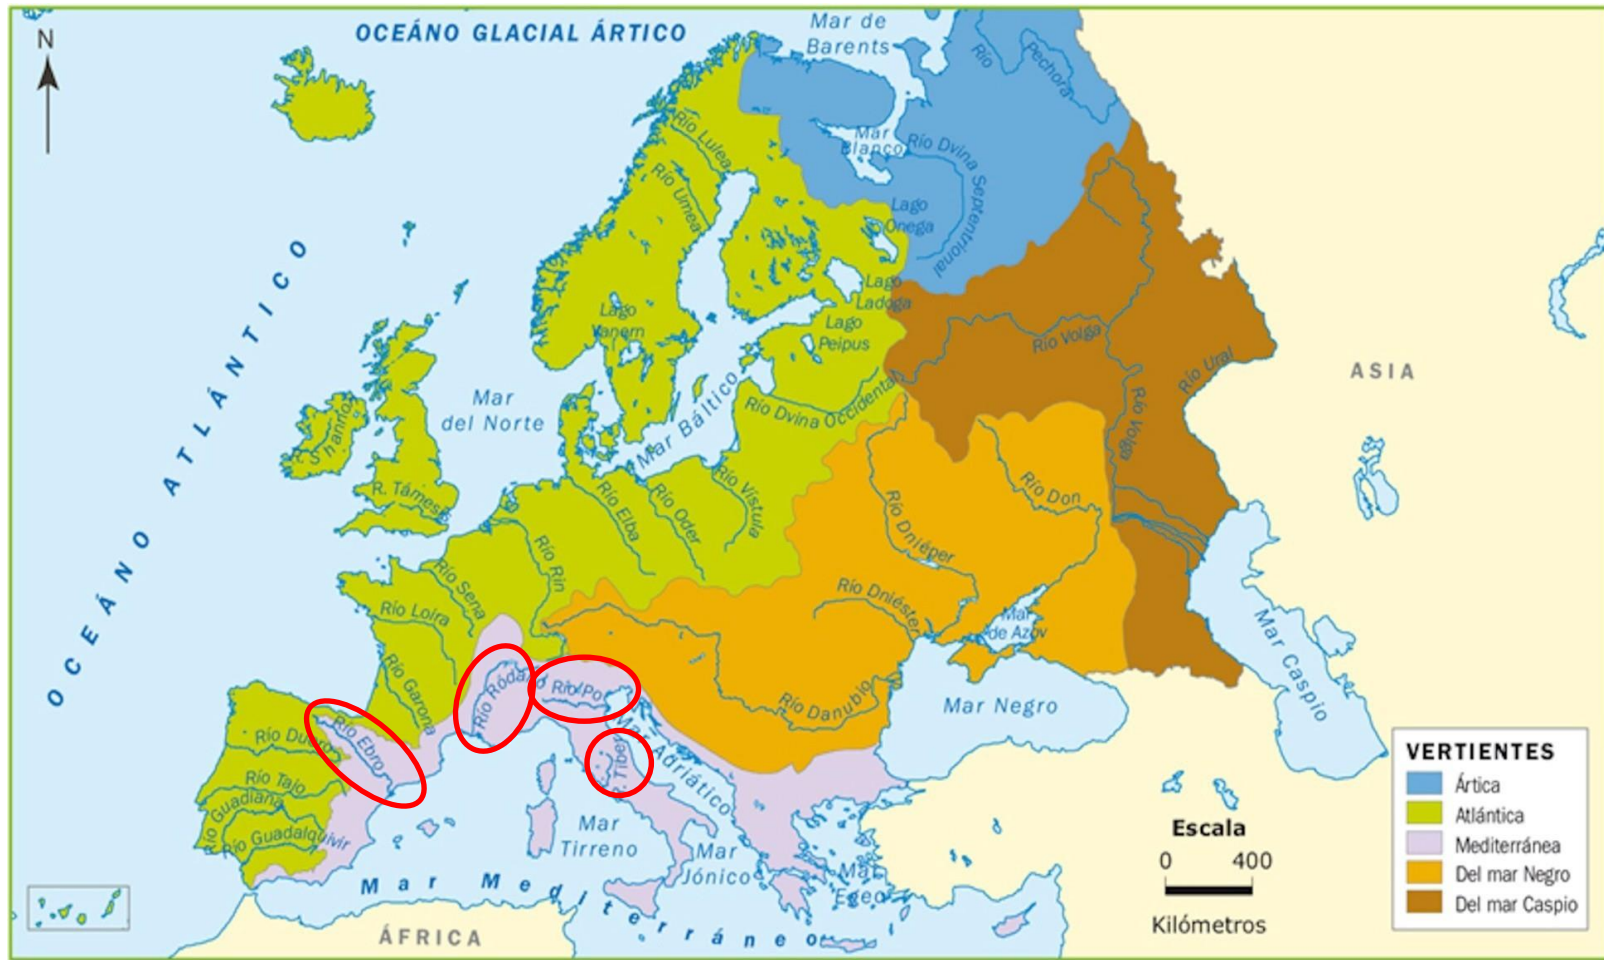 N
OCEÁNO GLACIAL ÁRTICO
Mar de
Barents
Río
Pechora
Mar
Blanco
Río Dvina Septentrional
Río Lulea
Río Umea
Lago
Onega
Lago
Ladoga
Lago
Vanern
Lago
Peipus
OCEÁNO ATLÁNTICO
Río Volga
Río Ural
ASIA
Mar
del Norte
Mar Báltico
Río Dvina Occidental
Río Volga
R. Shannon
R. Támesis
Río Elba
Río Oder
Río Vístula
Río Don
Río Dniéper
Río Rin
Río Sena
Río Loira
Río Dniéster
Mar
de Azov
Mar Caspio
Río Garona
Río Ródano
Río Po
Río Danubio
Mar Negro
Río Ebro
Río Duero
Mar Adriático
R. Tíber
Río Tajo
Río Guadiana
Río Guadalquivir
Mar
Tirreno
Mar
Jónico
Mar
Egeo
Mar Mediterráneo
ÁFRICA
Escala
0 400
Kilómetros
VERTIENTES
Ártica
Atlántica
Mediterránea
Del mar Negro
Del mar Caspio